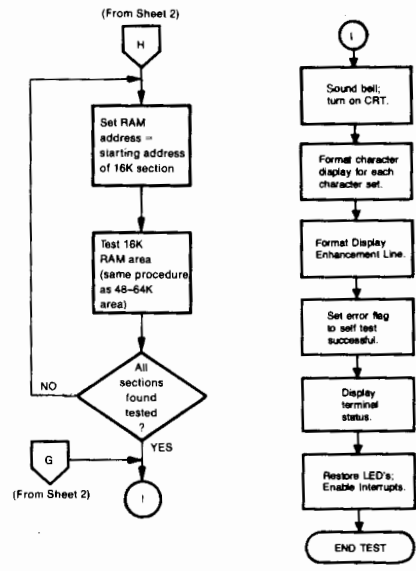 (From Sheet 2)
H
Set RAM
address =
starting address
of 16K section
Test 16K
RAM area
(same procedure
as 48-64K
area)
All
sections
found
tested
?
NO
YES
G
(From Sheet 2)
I
I
Sound bell;
turn on CRT.
Format character
display for each
character set.
Format Display
Enhancement Line.
Set error flag
to self test
successful.
Display
terminal
status.
Restore LED's;
Enable Interrupts.
END TEST